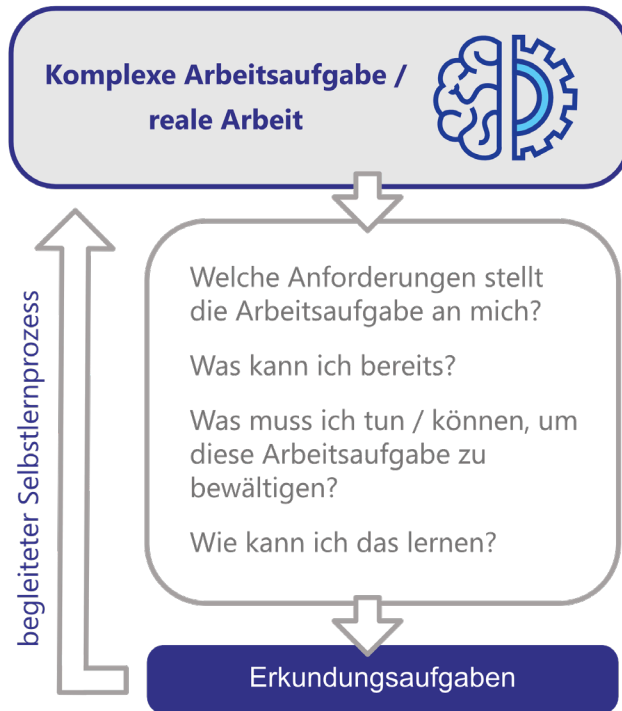 Komplexe Arbeitsaufgabe /
reale Arbeit
Welche Anforderungen stellt
die Arbeitsaufgabe an mich?
Was kann ich bereits?
Was muss ich tun / können, um
diese Arbeitsaufgabe zu
bewältigen?
Wie kann ich das lernen?
Erkundungsaufgaben
begleiteter Selbstlernprozess